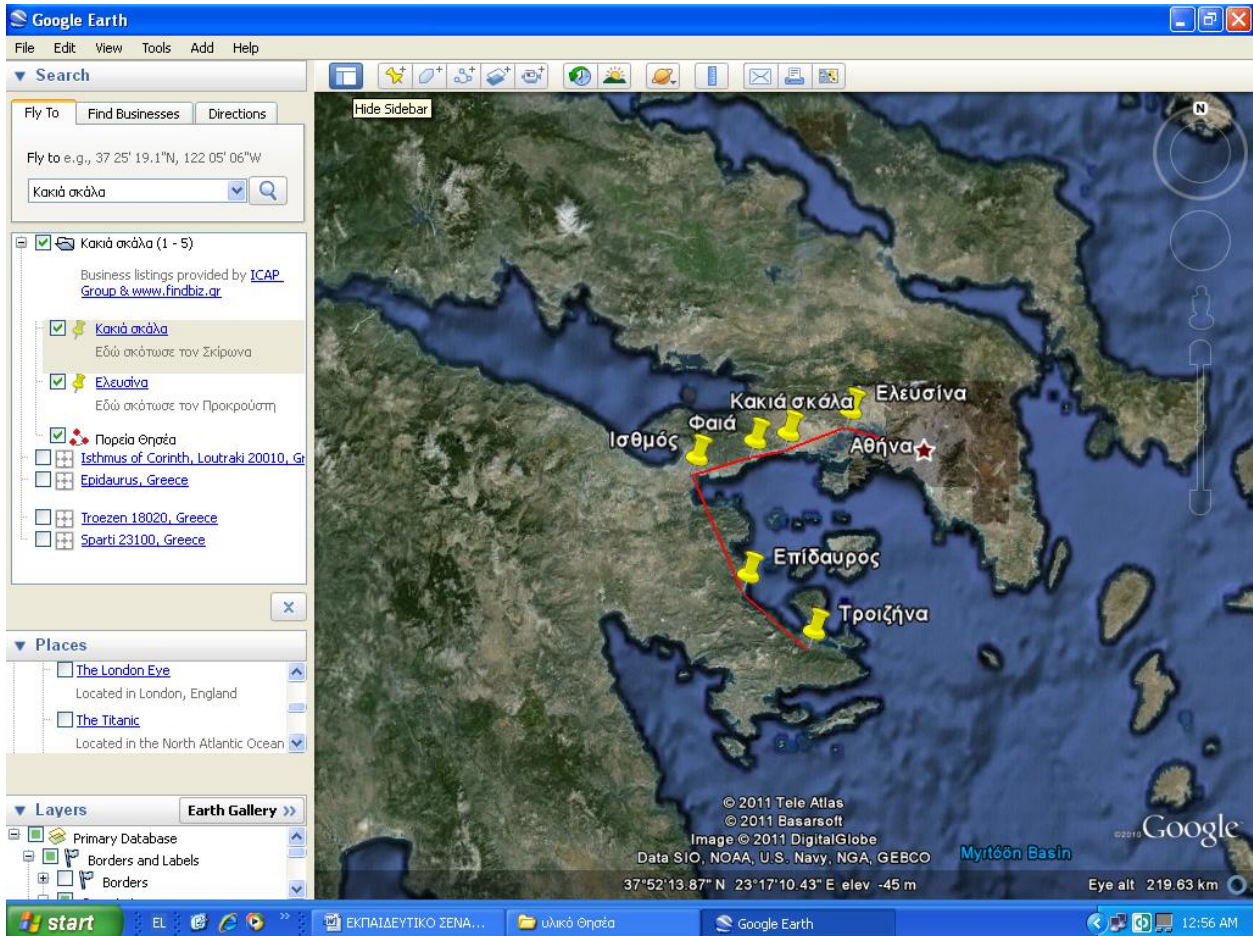 Google Earth
File Edit View Tools Add Help
Search
Hide Sidebar
Fly To Find Businesses Directions
Fly to e.g., 37 25' 19.1"N, 122 05' 06"W
Κακιά σκάλα
Κακιά σκάλα (1 - 5)
Business listings provided by ICAP
Group & www.findbiz.gr
Κακιά σκάλα
Εδώ σκότωσε τον Σκίρωνα
Ελευσίνα
Εδώ σκότωσε τον Προκρούστη
Πορεία Θησέα
Isthmus of Corinth, Loutraki 20010, Gr
Epidaurus, Greece
Troezen 18020, Greece
Sparti 23100, Greece
Places
The London Eye
Located in London, England
The Titanic
Located in the North Atlantic Ocean
Layers Earth Gallery >>
Primary Database
Borders and Labels
Borders
N
Ελευσίνα
Κακιά σκάλα
Φαιά
Ισθμός
Αθήνα
Επίδαυρος
Τροιζήνα
© 2011 Tele Atlas
© 2011 Basarsoft
Image © 2011 DigitalGlobe
Data SIO, NOAA, U.S. Navy, NGA, GEBCO
Myrtóön Basin
©2010 Google
37°52'13.87" N 23°17'10.43" E elev -45 m
Eye alt 219.63 km
start EL ΕΚΠΑΙΔΕΥΤΙΚΟ ΣΕΝΑ... υλικό Θησέα Google Earth 12:56 AM